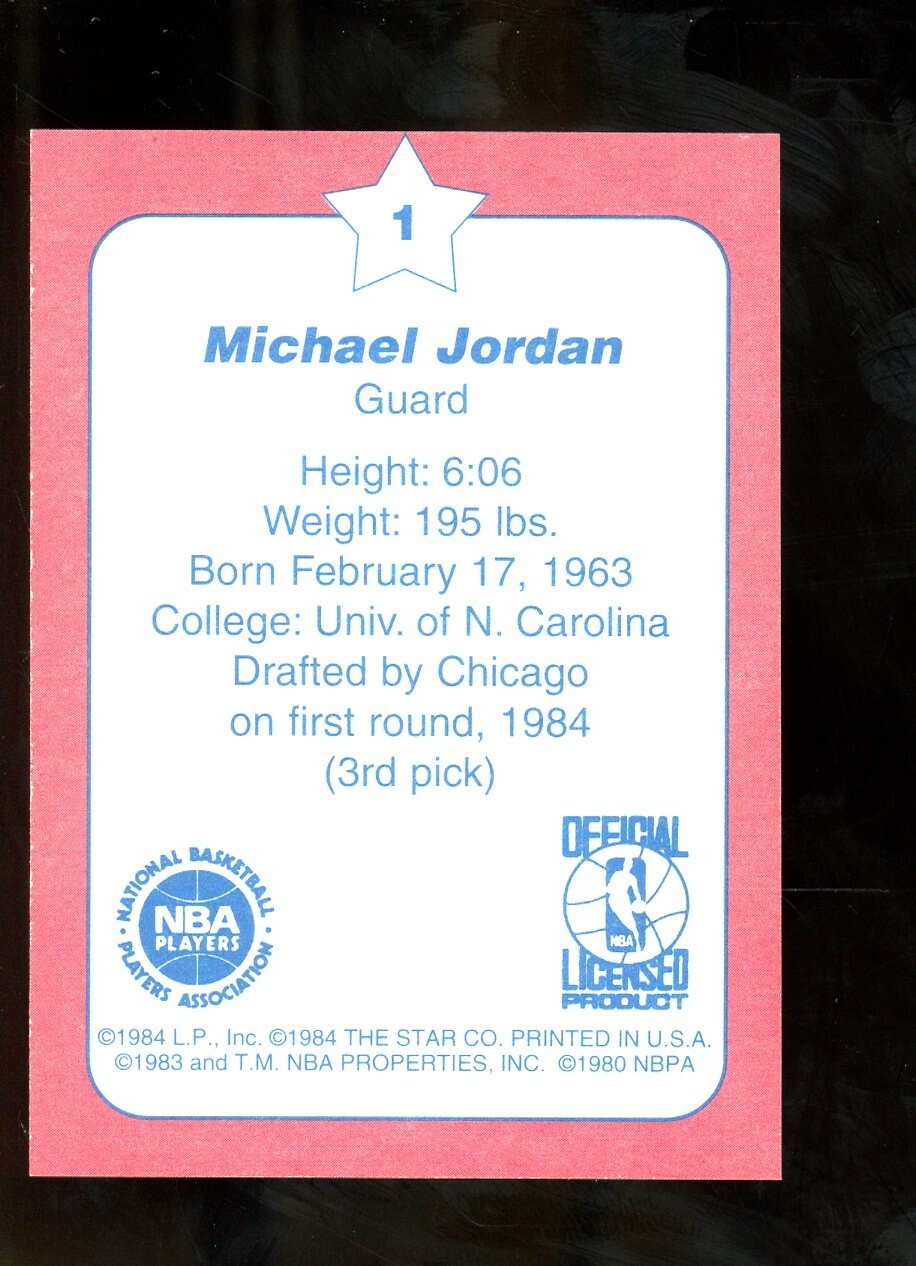 1
Michael Jordan
Guard
Height: 6:06
Weight: 195 lbs.
Born February 17, 1963
College: Univ. of N. Carolina
Drafted by Chicago
on first round, 1984
(3rd pick)
· NATIONAL BASKETBALL ·
NBA
PLAYERS
PLAYERS ASSOCIATION
OFFICIAL
NBA
LICENSED
PRODUCT
©1984 L.P., Inc. ©1984 THE STAR CO. PRINTED IN U.S.A.
©1983 and T.M. NBA PROPERTIES, INC. ©1980 NBPA